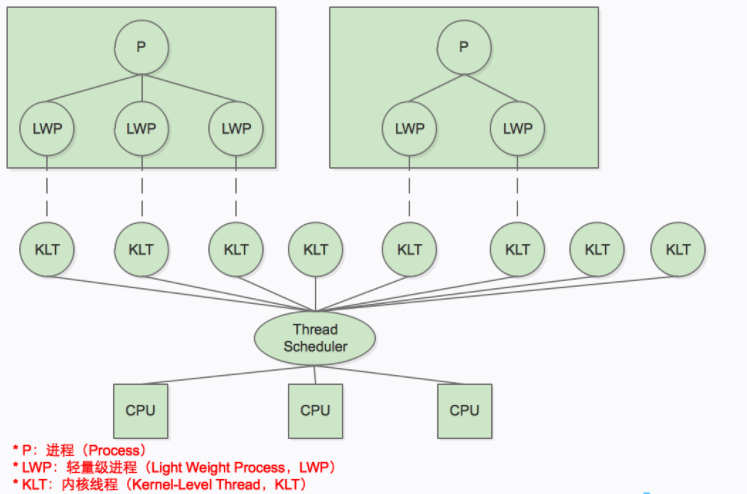 P
P
LWP
LWP
LWP
LWP
LWP
KLT
KLT
KLT
KLT
KLT
KLT
KLT
KLT
Thread
Scheduler
CPU
CPU
CPU
* P：进程（Process）
* LWP：轻量级进程（Light Weight Process，LWP）
* KLT：内核线程（Kernel-Level Thread，KLT）